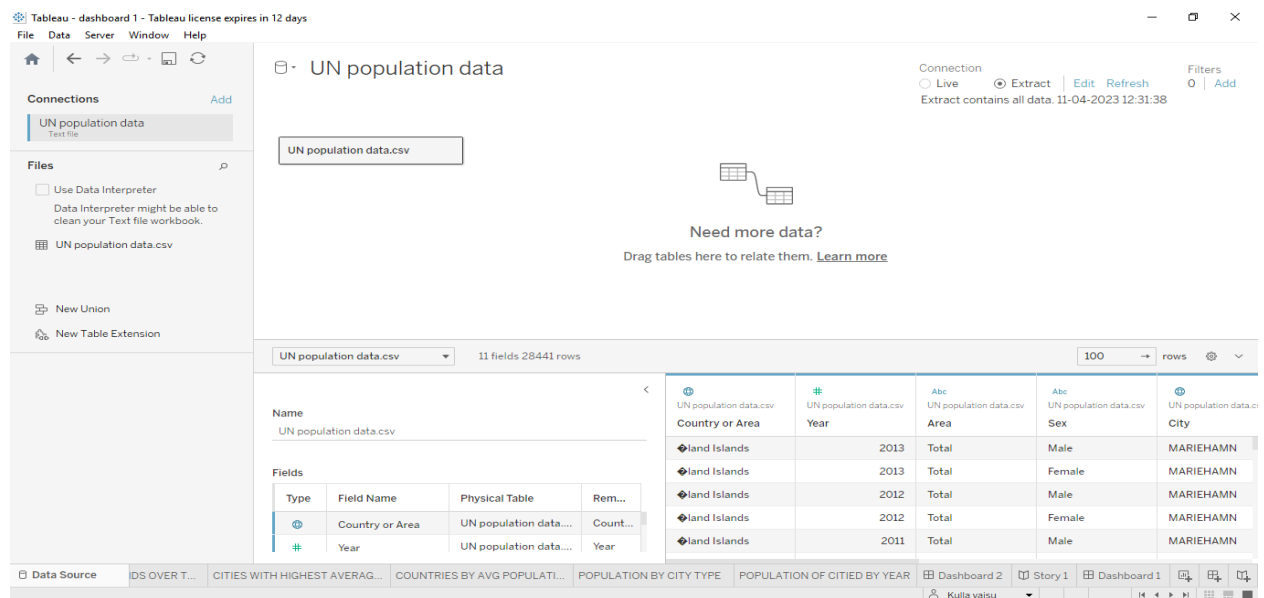 Tableau - dashboard 1 - Tableau license expires in 12 days
File Data Server Window Help
Connections Add
UN population data
Text file
Files
Use Data Interpreter
Data Interpreter might be able to
clean your Text file workbook.
UN population data.csv
New Union
New Table Extension
UN population data
Connection
Live Extract Edit Refresh
Extract contains all data. 11-04-2023 12:31:38
Filters
0 Add
UN population data.csv
Need more data?
Drag tables here to relate them. Learn more
UN population data.csv 11 fields 28441 rows 100 → rows
Name
UN population data.csv
Fields
Type Field Name Physical Table Rem...
Country or Area UN population data.... Count...
# Year UN population data.... Year
# Abc Abc
UN population data.csv UN population data.csv UN population data.csv UN population data.csv UN population data.c
Country or Area Year Area Sex City
�land Islands 2013 Total Male MARIEHAMN
�land Islands 2013 Total Female MARIEHAMN
�land Islands 2012 Total Male MARIEHAMN
�land Islands 2012 Total Female MARIEHAMN
�land Islands 2011 Total Male MARIEHAMN
Data Source IDS OVER T... CITIES WITH HIGHEST AVERAG... COUNTRIES BY AVG POPULATI... POPULATION BY CITY TYPE POPULATION OF CITIED BY YEAR Dashboard 2 Story 1 Dashboard 1
Kulla vaisu